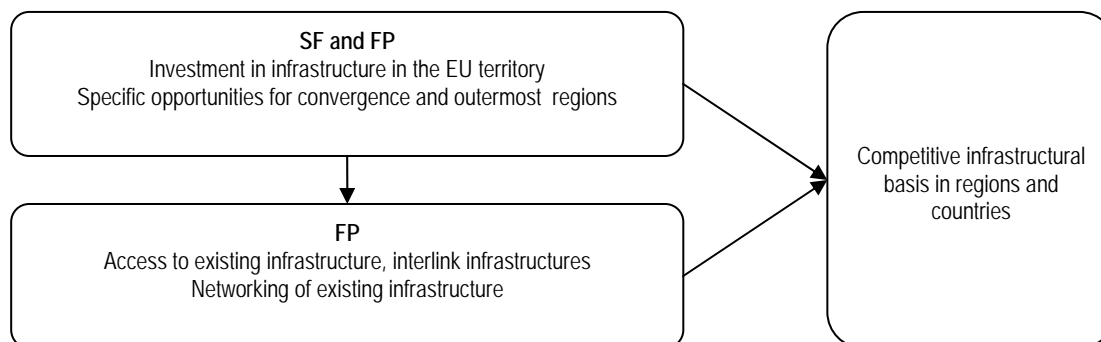 SF and FP
Investment in infrastructure in the EU territory
Specific opportunities for convergence and outermost regions
FP
Access to existing infrastructure, interlink infrastructures
Networking of existing infrastructure
Competitive infrastructural
basis in regions and
countries